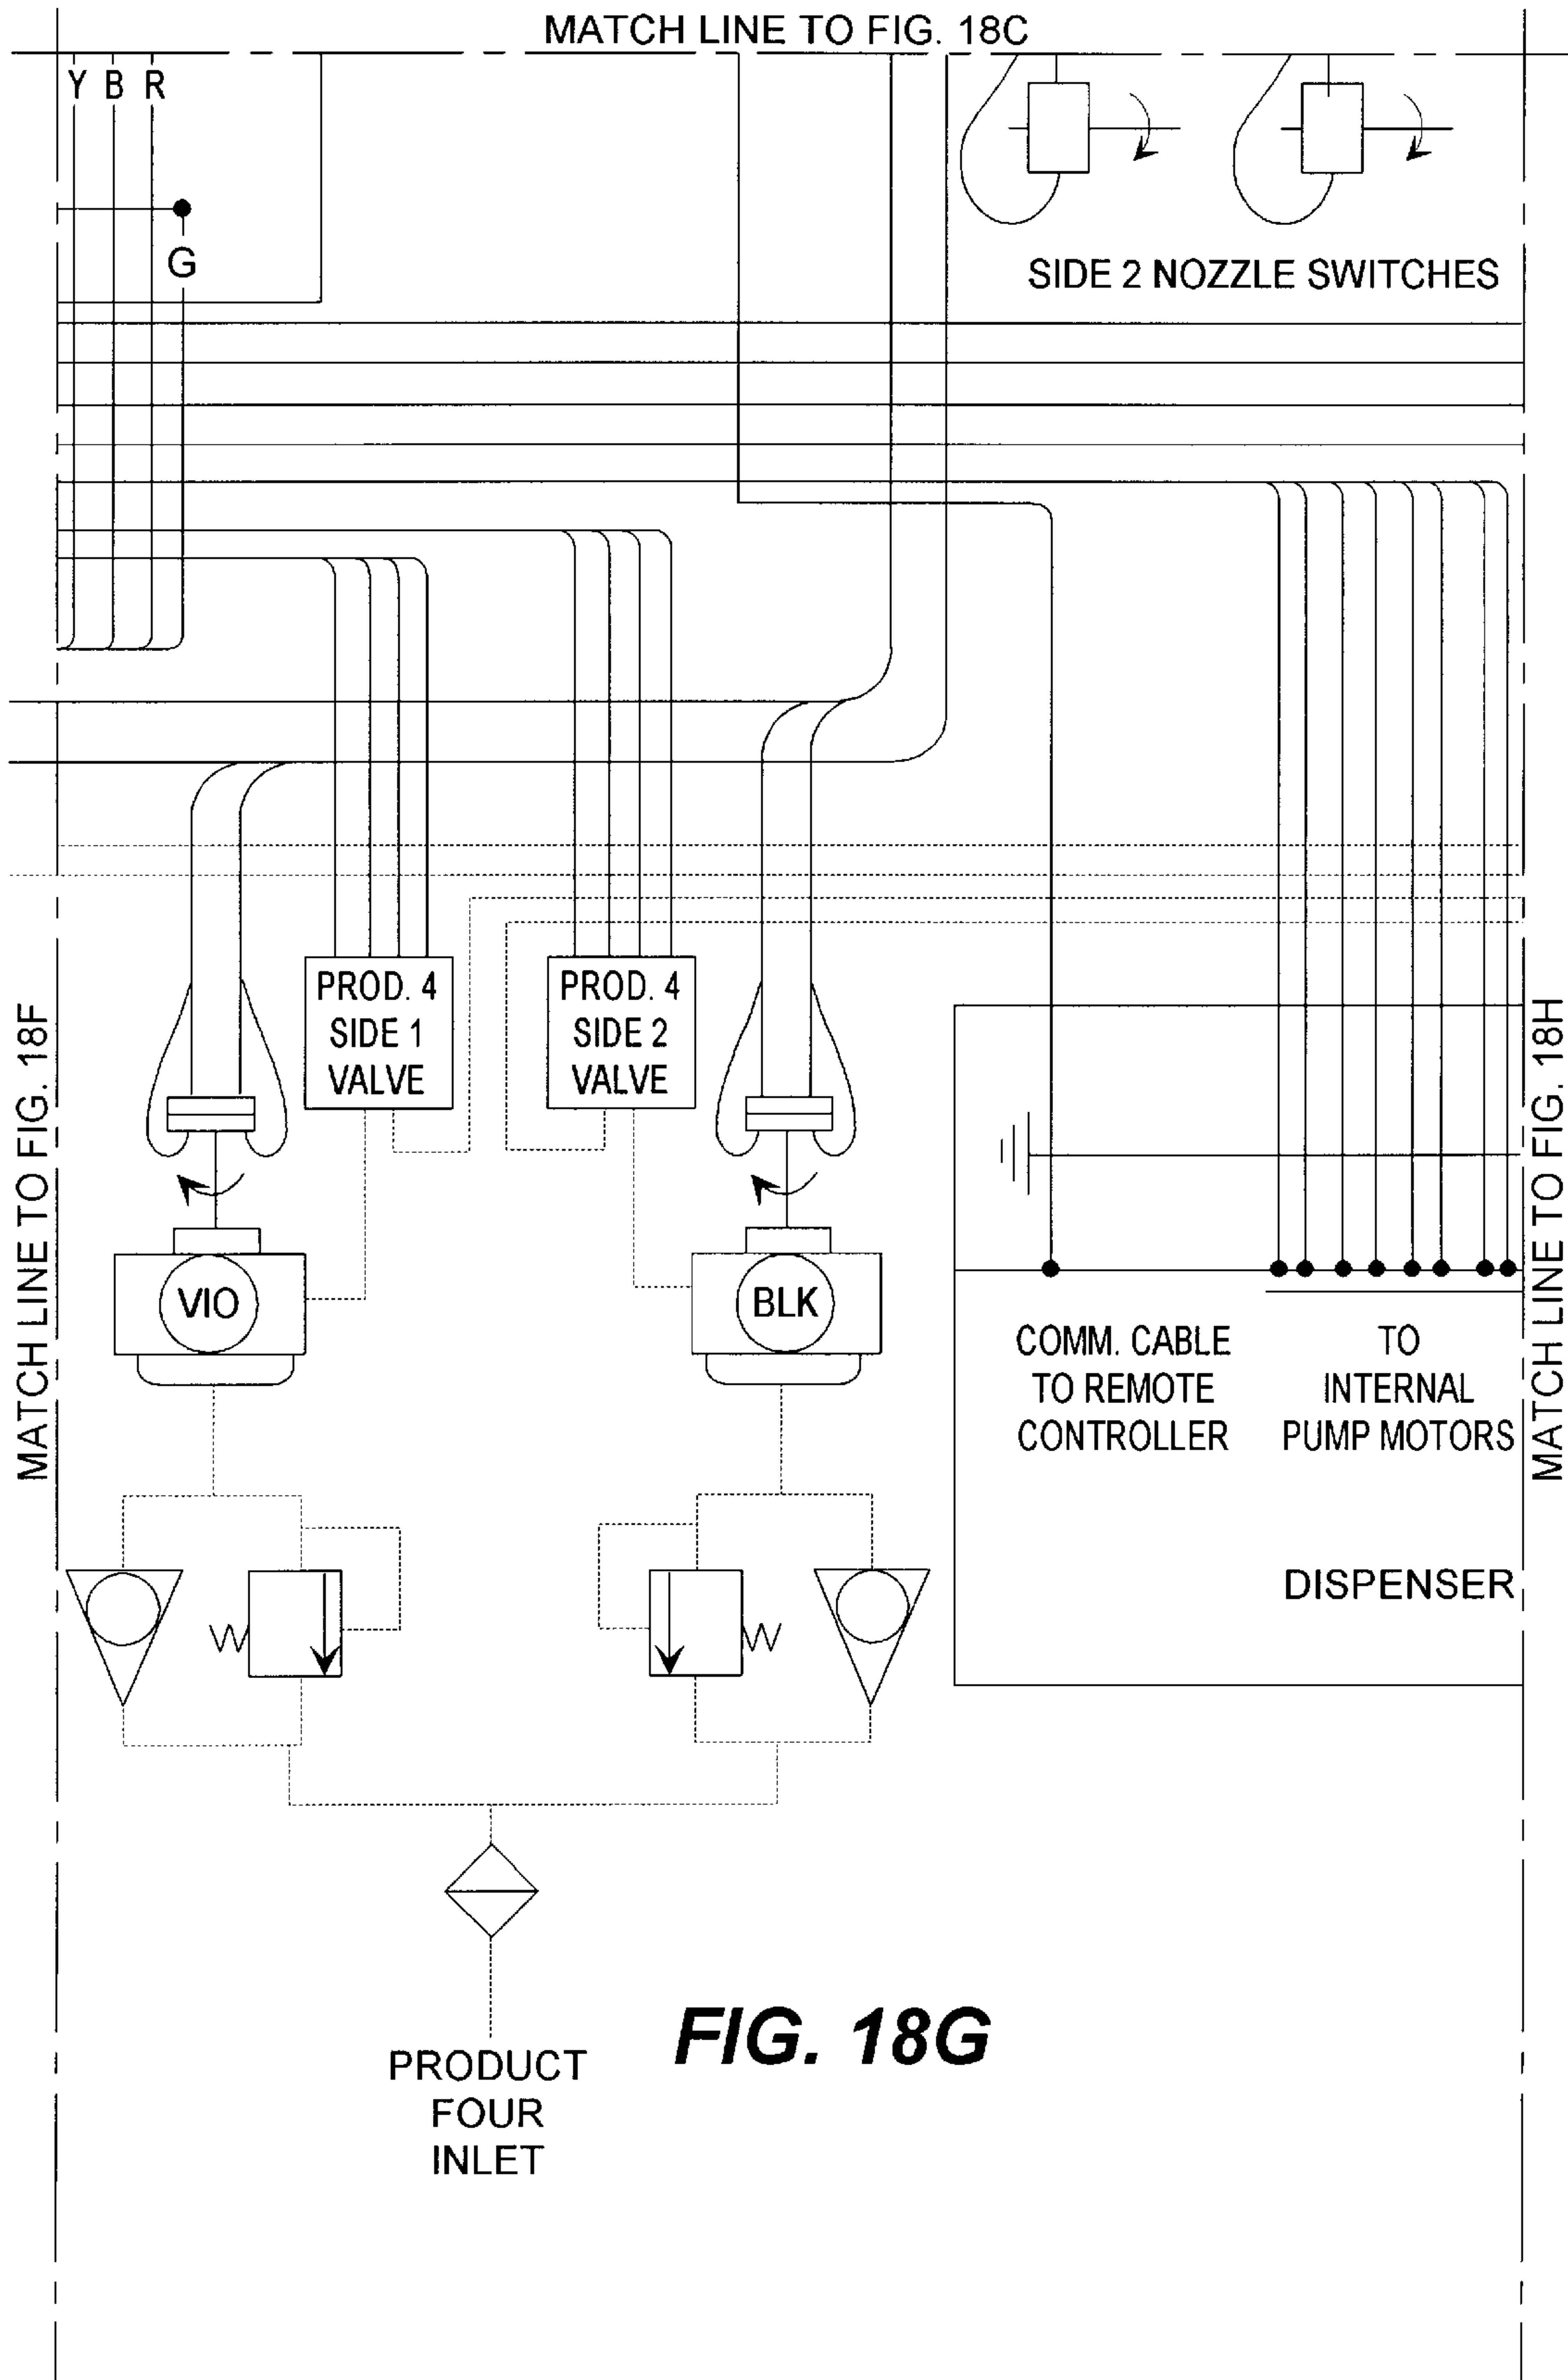 MATCH LINE TO FIG. 18C
Y B R
G
SIDE 2 NOZZLE SWITCHES
PROD. 4
SIDE 1
VALVE
PROD. 4
SIDE 2
VALVE
MATCH LINE TO FIG. 18F
MATCH LINE TO FIG. 18H
VIO
BLK
COMM. CABLE
TO REMOTE
CONTROLLER
TO
INTERNAL
PUMP MOTORS
DISPENSER
PRODUCT
FOUR
INLET
FIG. 18G